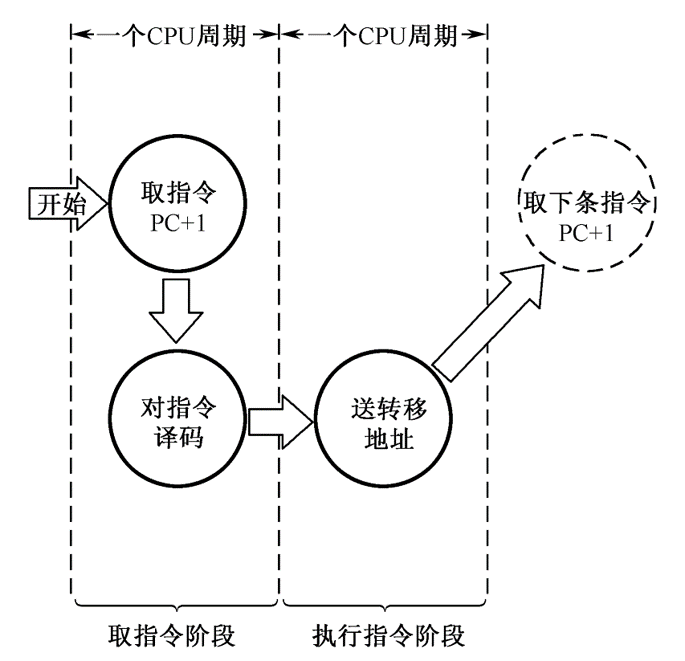 一个CPU周期
一个CPU周期
开始
取指令
PC+1
取下条指令
PC+1
对指令
译码
送转移
地址
取指令阶段
执行指令阶段